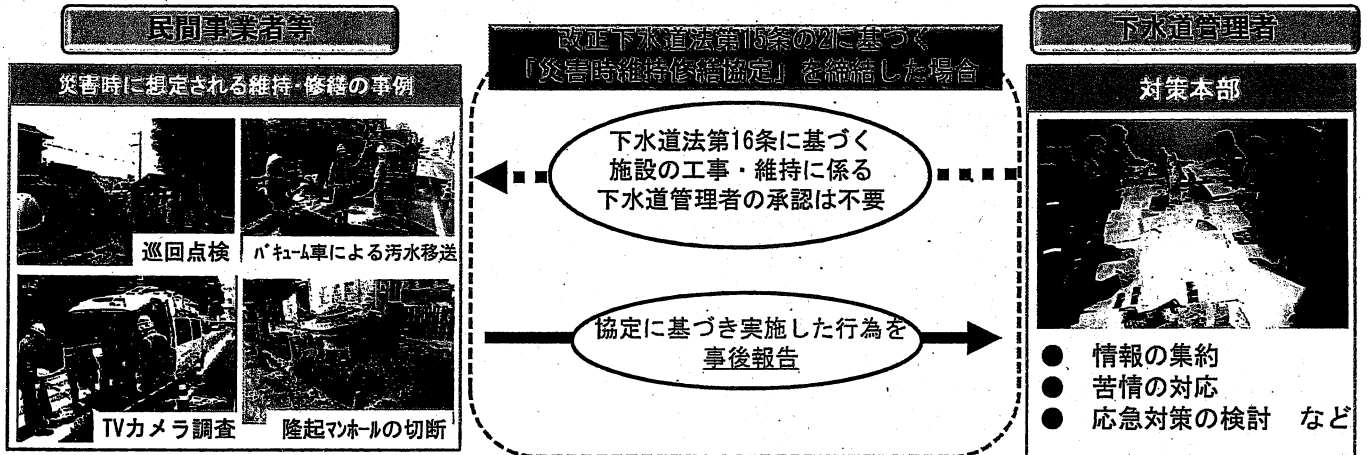 民間事業者等
災害時に想定される維持・修繕の事例
巡回点検
バキューム車による汚水移送
TVカメラ調査
隆起マンホールの切断
改正下水道法第15条の2に基づく
「災害時維持修繕協定」を締結した場合
下水道法第16条に基づく
施設の工事・維持に係る
下水道管理者の承認は不要
協定に基づき実施した行為を
事後報告
下水道管理者
対策本部
● 情報の集約
● 苦情の対応
● 応急対策の検討 など